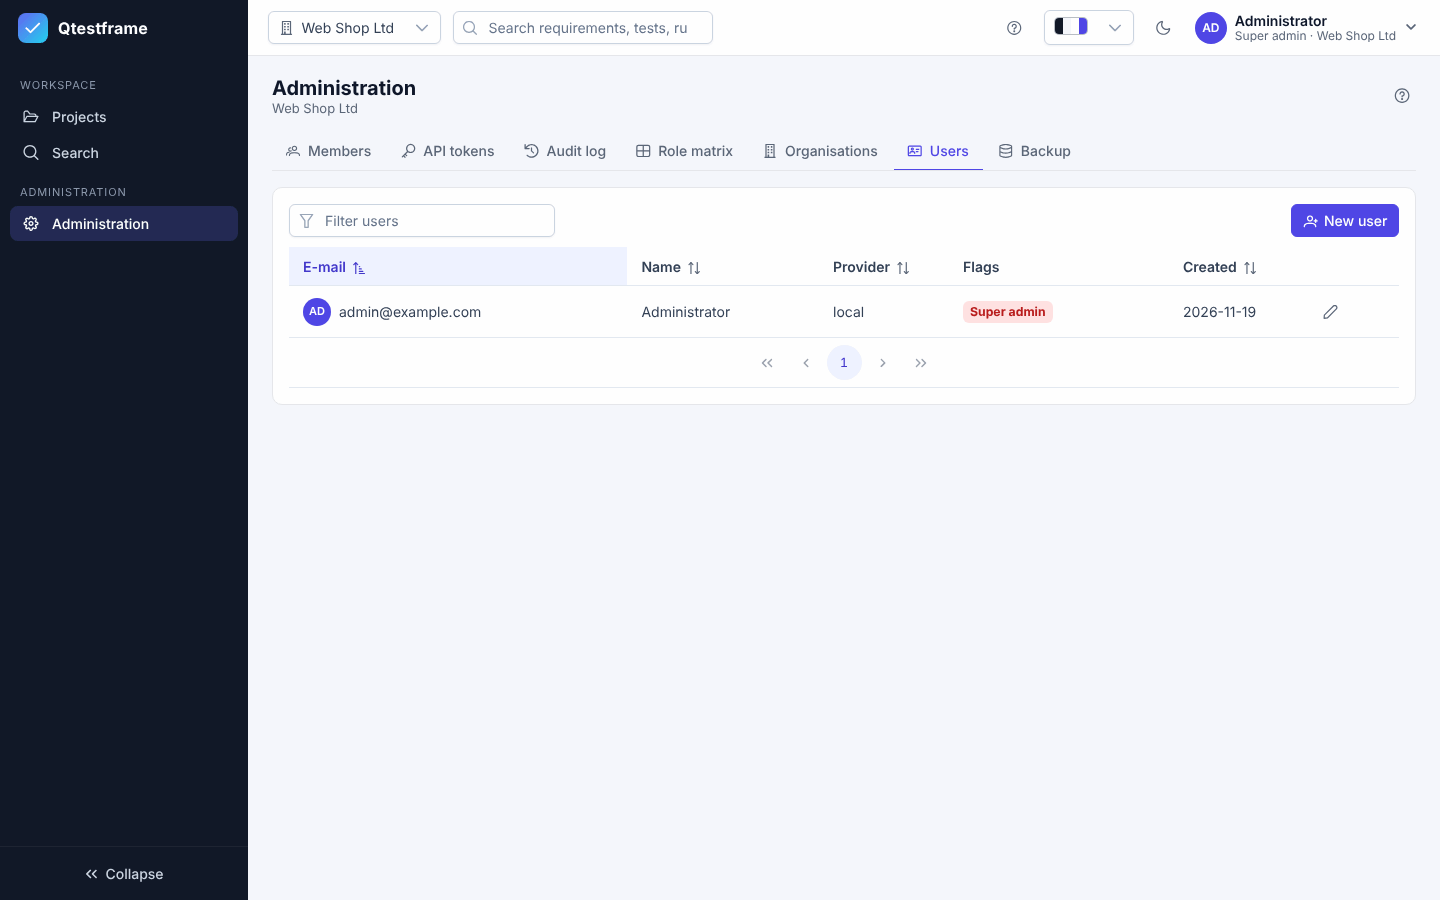 Qtestframe
Web Shop Ltd
Search requirements, tests, ru
AD
Administrator
Super admin · Web Shop Ltd
WORKSPACE
Projects
Search
ADMINISTRATION
Administration
Collapse
Administration
Web Shop Ltd
Members
API tokens
Audit log
Role matrix
Organisations
Users
Backup
Filter users
New user
E-mail
Name
Provider
Flags
Created
AD
admin@example.com
Administrator
local
Super admin
2026-11-19
1